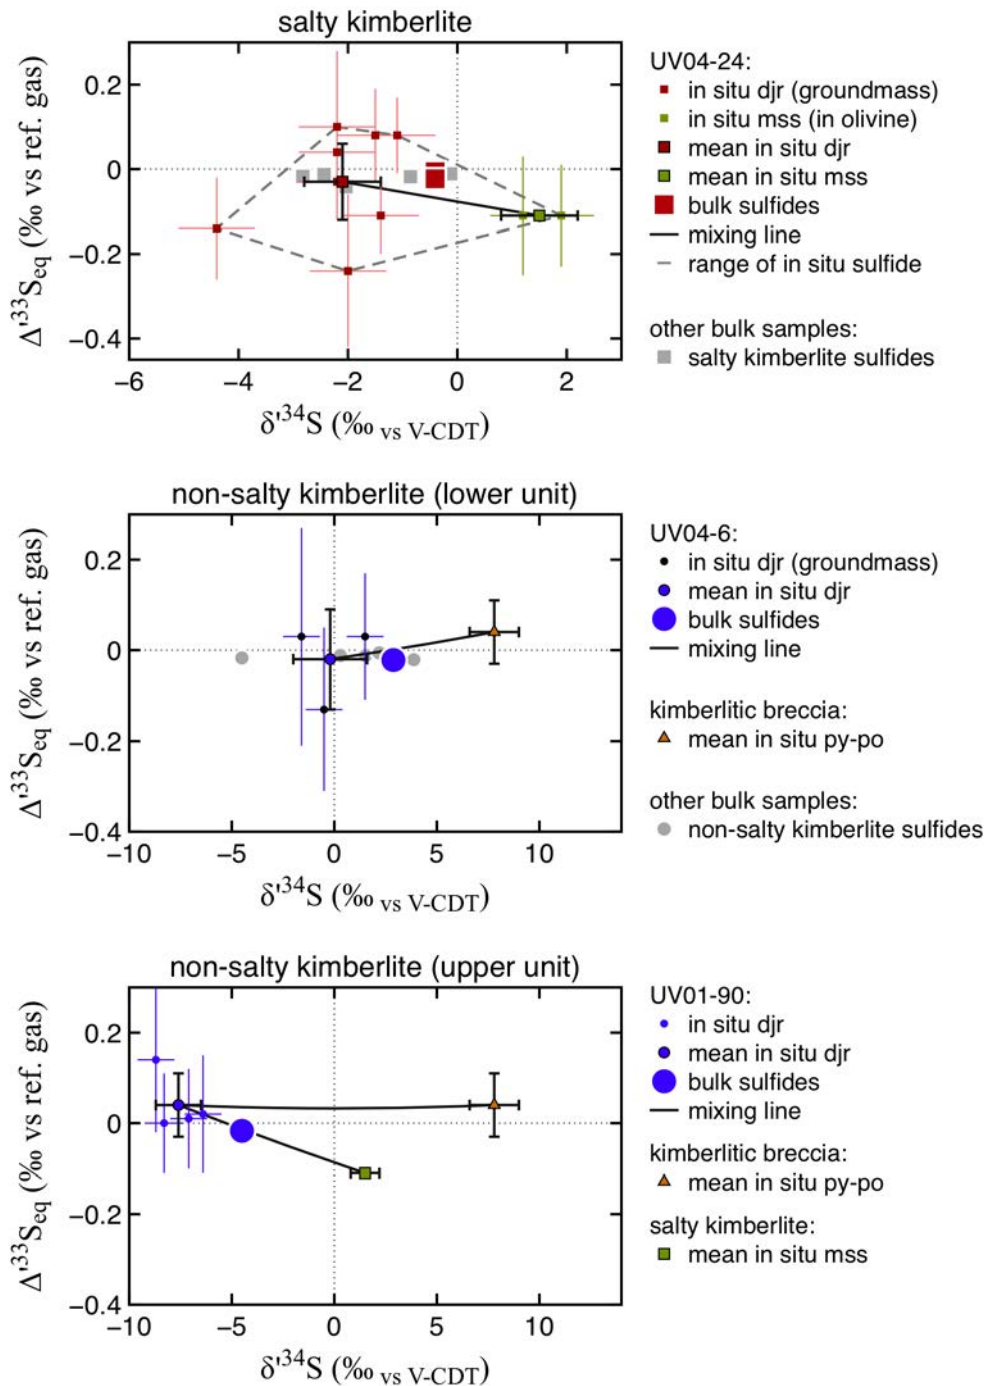 salty kimberlite
0.2
0
−0.2
−0.4
−6
−4
−2
0
2
Δ'³³Seq (‰ vs ref. gas)
δ'³⁴S (‰ vs V-CDT)
UV04-24:
in situ djr (groundmass)
in situ mss (in olivine)
mean in situ djr
mean in situ mss
bulk sulfides
mixing line
range of in situ sulfide
other bulk samples:
salty kimberlite sulfides
non-salty kimberlite (lower unit)
0.2
0
−0.2
−0.4
−10
−5
0
5
10
Δ'³³Seq (‰ vs ref. gas)
δ'³⁴S (‰ vs V-CDT)
UV04-6:
in situ djr (groundmass)
mean in situ djr
bulk sulfides
mixing line
kimberlitic breccia:
mean in situ py-po
other bulk samples:
non-salty kimberlite sulfides
non-salty kimberlite (upper unit)
0.2
0
−0.2
−0.4
−10
−5
0
5
10
Δ'³³Seq (‰ vs ref. gas)
δ'³⁴S (‰ vs V-CDT)
UV01-90:
in situ djr
mean in situ djr
bulk sulfides
mixing line
kimberlitic breccia:
mean in situ py-po
salty kimberlite:
mean in situ mss